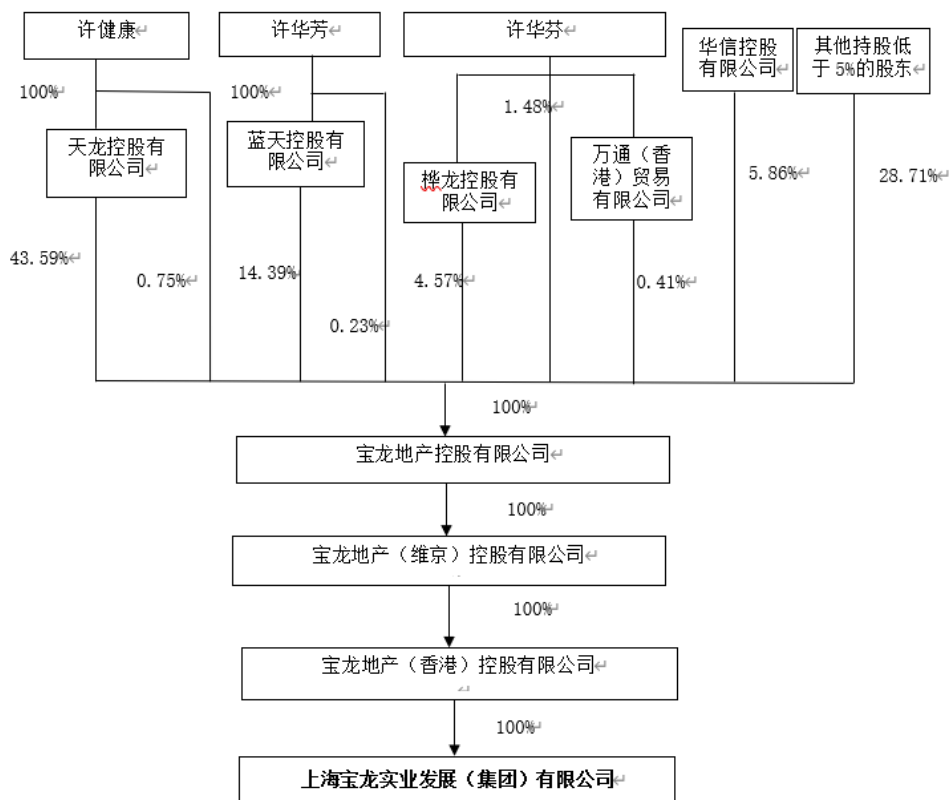 许健康
许华芳
许华芬
华信控股
有限公司
其他持股低
于 5%的股东
100%
100%
1.48%
天龙控股有
限公司
蓝天控股有
限公司
桦龙控股有
限公司
万通（香
港）贸易
有限公司
5.86%
28.71%
43.59%
0.75%
14.39%
0.23%
4.57%
0.41%
100%
宝龙地产控股有限公司
100%
宝龙地产（维京）控股有限公司
100%
宝龙地产（香港）控股有限公司
100%
上海宝龙实业发展（集团）有限公司